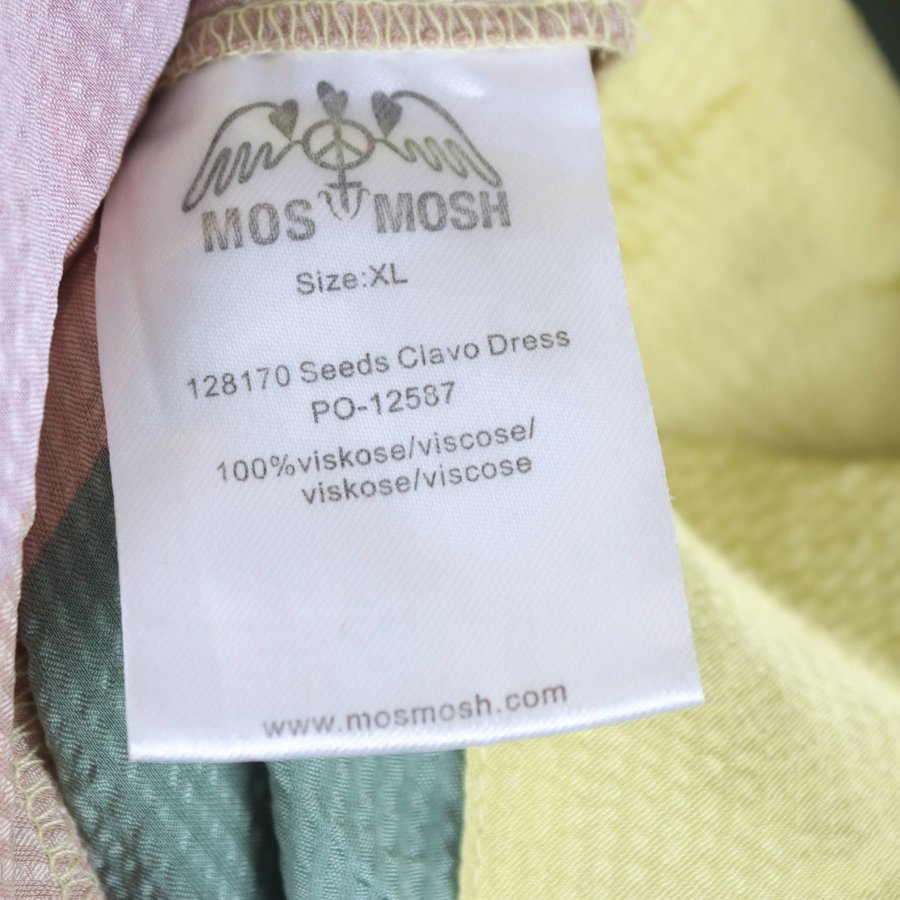 MOS MOSH
Size:XL
128170 Seeds Clavo Dress
PO-12587
100%viskose/viscose/
viskose/viscose
www.mosmosh.com